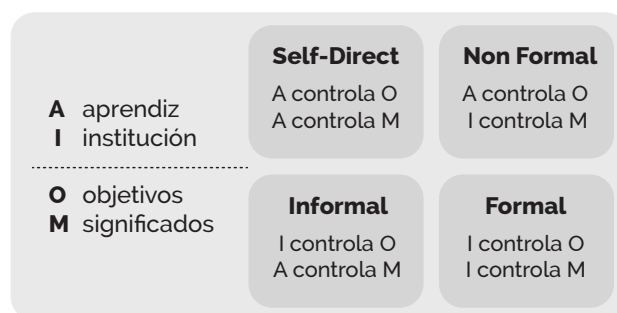 A aprendiz
I institución
O objetivos
M significados
Self-Direct
A controla O
A controla M
Non Formal
A controla O
I controla M
Informal
I controla O
A controla M
Formal
I controla O
I controla M